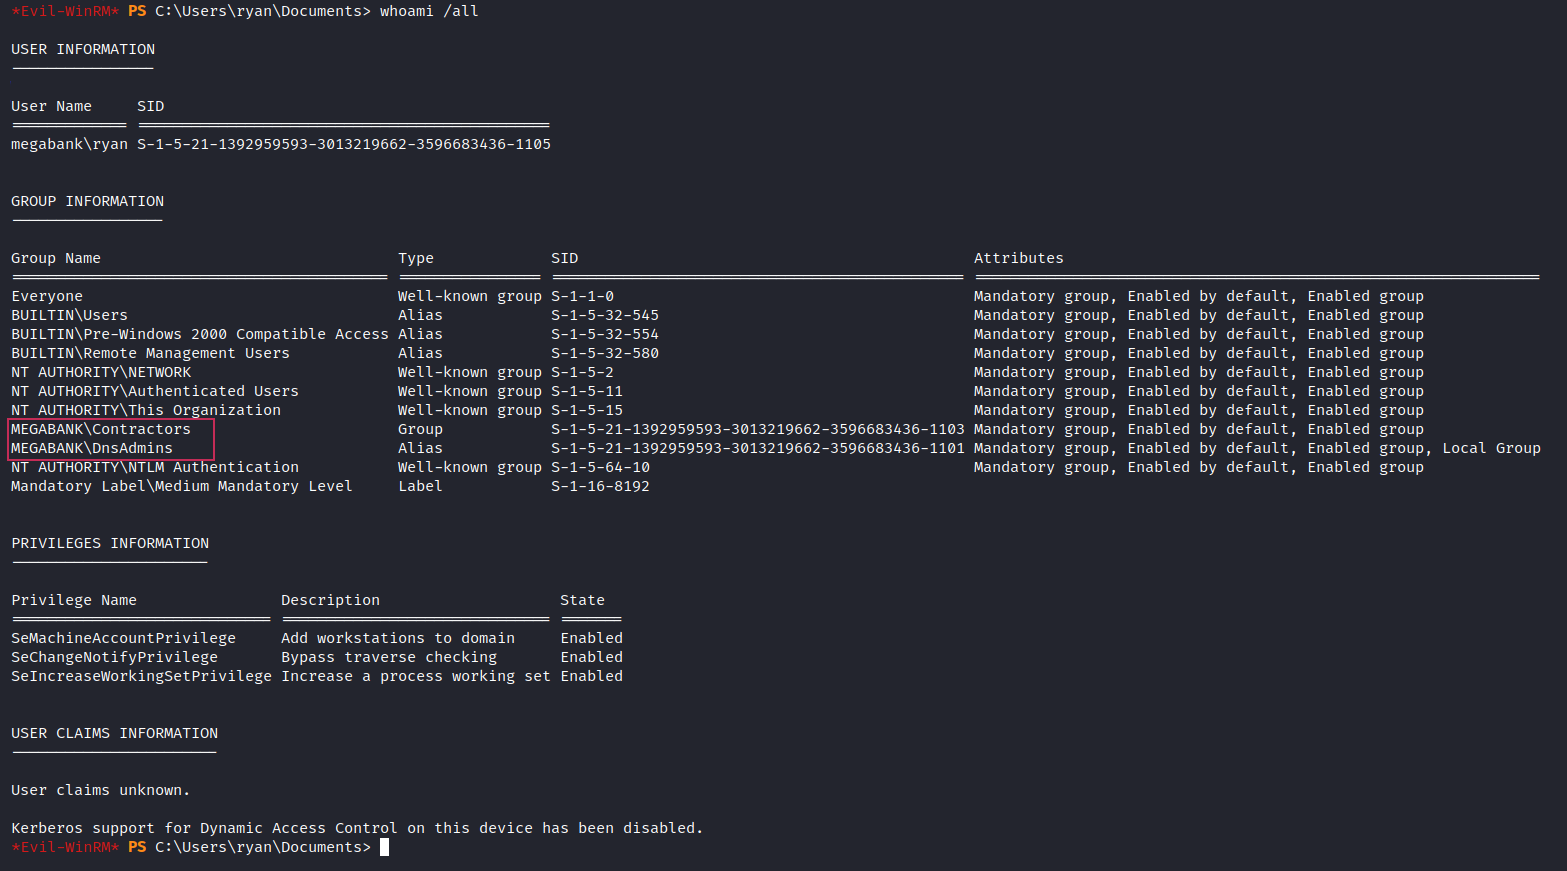 *Evil-WinRM* PS C:\Users\ryan\Documents> whoami /all
USER INFORMATION
----------------
User Name     SID
============= ==============================================
megabank\ryan S-1-5-21-1392959593-3013219662-3596683436-1105
GROUP INFORMATION
-----------------
Group Name                                 Type             SID                                            Attributes
========================================== ================ ============================================== ===============================================================
Everyone                                   Well-known group S-1-1-0                                        Mandatory group, Enabled by default, Enabled group
BUILTIN\Users                              Alias            S-1-5-32-545                                   Mandatory group, Enabled by default, Enabled group
BUILTIN\Pre-Windows 2000 Compatible Access Alias            S-1-5-32-554                                   Mandatory group, Enabled by default, Enabled group
BUILTIN\Remote Management Users            Alias            S-1-5-32-580                                   Mandatory group, Enabled by default, Enabled group
NT AUTHORITY\NETWORK                       Well-known group S-1-5-2                                        Mandatory group, Enabled by default, Enabled group
NT AUTHORITY\Authenticated Users           Well-known group S-1-5-11                                       Mandatory group, Enabled by default, Enabled group
NT AUTHORITY\This Organization             Well-known group S-1-5-15                                       Mandatory group, Enabled by default, Enabled group
MEGABANK\Contractors                       Group            S-1-5-21-1392959593-3013219662-3596683436-1103 Mandatory group, Enabled by default, Enabled group
MEGABANK\DnsAdmins                         Alias            S-1-5-21-1392959593-3013219662-3596683436-1101 Mandatory group, Enabled by default, Enabled group, Local Group
NT AUTHORITY\NTLM Authentication           Well-known group S-1-5-64-10                                    Mandatory group, Enabled by default, Enabled group
Mandatory Label\Medium Mandatory Level     Label            S-1-16-8192
PRIVILEGES INFORMATION
----------------------
Privilege Name                Description                    State
============================= ============================== =======
SeMachineAccountPrivilege     Add workstations to domain     Enabled
SeChangeNotifyPrivilege       Bypass traverse checking       Enabled
SeIncreaseWorkingSetPrivilege Increase a process working set Enabled
USER CLAIMS INFORMATION
-----------------------
User claims unknown.
Kerberos support for Dynamic Access Control on this device has been disabled.
*Evil-WinRM* PS C:\Users\ryan\Documents>